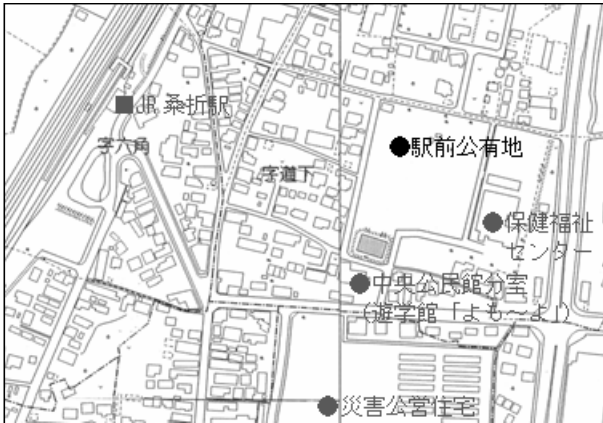 JR 桑折駅
字六角
字道下
駅前公有地
保健福祉
センター
中央公民館分室
(遊学館「よも～よ」)
災害公営住宅